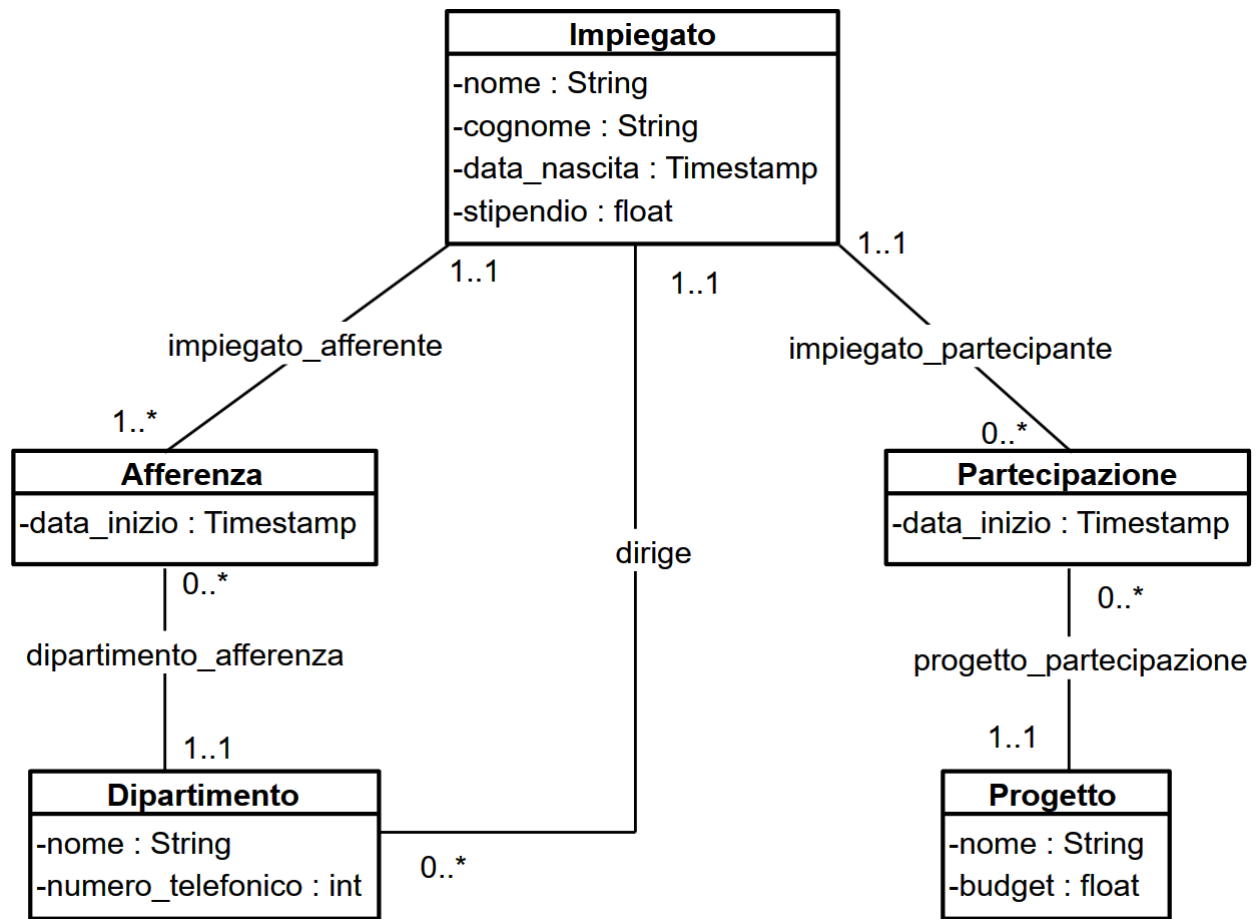 Impiegato
-nome : String
-cognome : String
-data_nascita : Timestamp
-stipendio : float
1..1
1..1
1..1
impiegato_afferente
impiegato_partecipante
1..*
0..*
Afferenza
-data_inizio : Timestamp
Partecipazione
-data_inizio : Timestamp
dirige
0..*
0..*
dipartimento_afferenza
progetto_partecipazione
1..1
1..1
Dipartimento
-nome : String
-numero_telefonico : int
0..*
Progetto
-nome : String
-budget : float